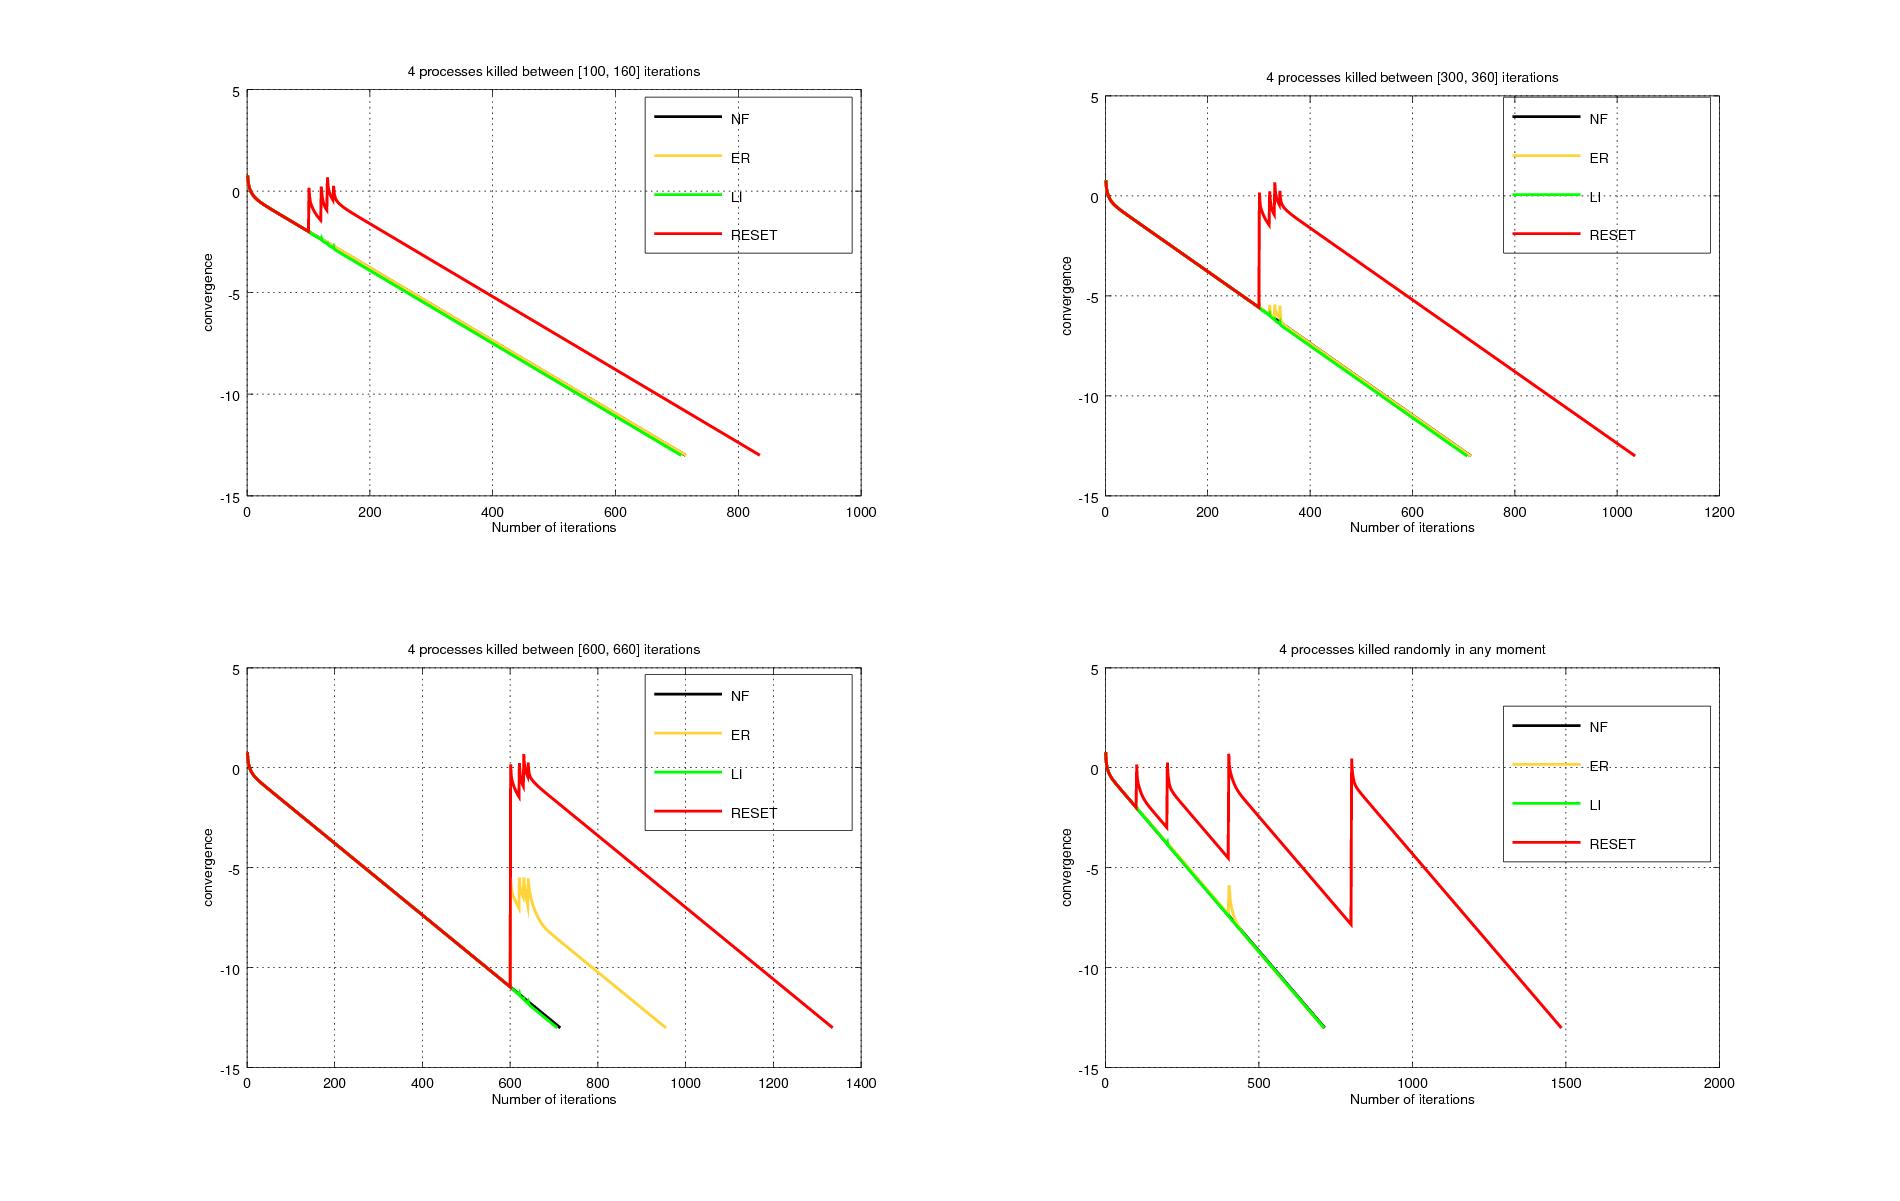 4 processes killed between [100, 160] iterations
5
0
-5
-10
-15
convergence
NF
ER
LI
RESET
0 200 400 600 800 1000
Number of iterations
4 processes killed between [300, 360] iterations
5
0
-5
-10
-15
convergence
NF
ER
LI
RESET
0 200 400 600 800 1000 1200
Number of iterations
4 processes killed between [600, 660] iterations
5
0
-5
-10
-15
convergence
NF
ER
LI
RESET
0 200 400 600 800 1000 1200 1400
Number of iterations
4 processes killed randomly in any moment
5
0
-5
-10
-15
convergence
NF
ER
LI
RESET
0 500 1000 1500 2000
Number of iterations